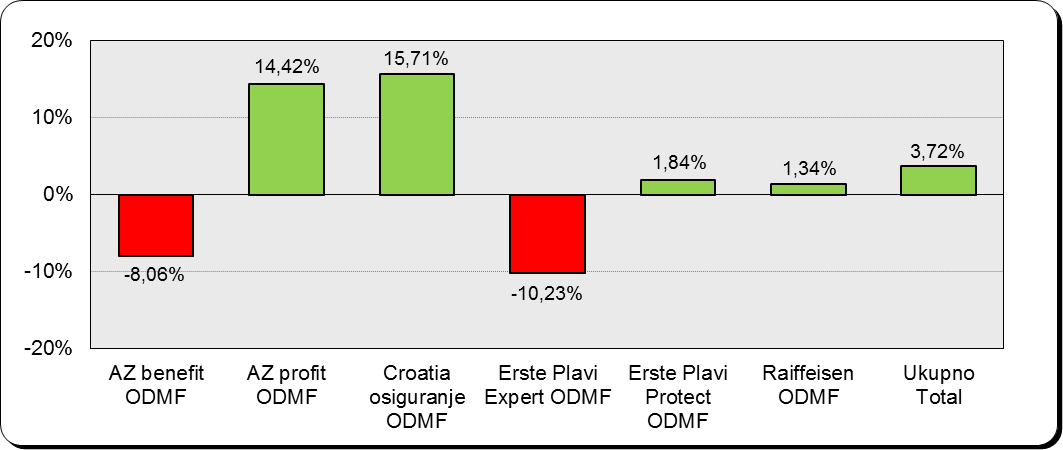 20%
10%
0%
-10%
-20%
-8,06%
14,42%
15,71%
-10,23%
1,84%
1,34%
3,72%
AZ benefit
ODMF
AZ profit
ODMF
Croatia
osiguranje
ODMF
Erste Plavi
Expert ODMF
Erste Plavi
Protect
ODMF
Raiffeisen
ODMF
Ukupno
Total